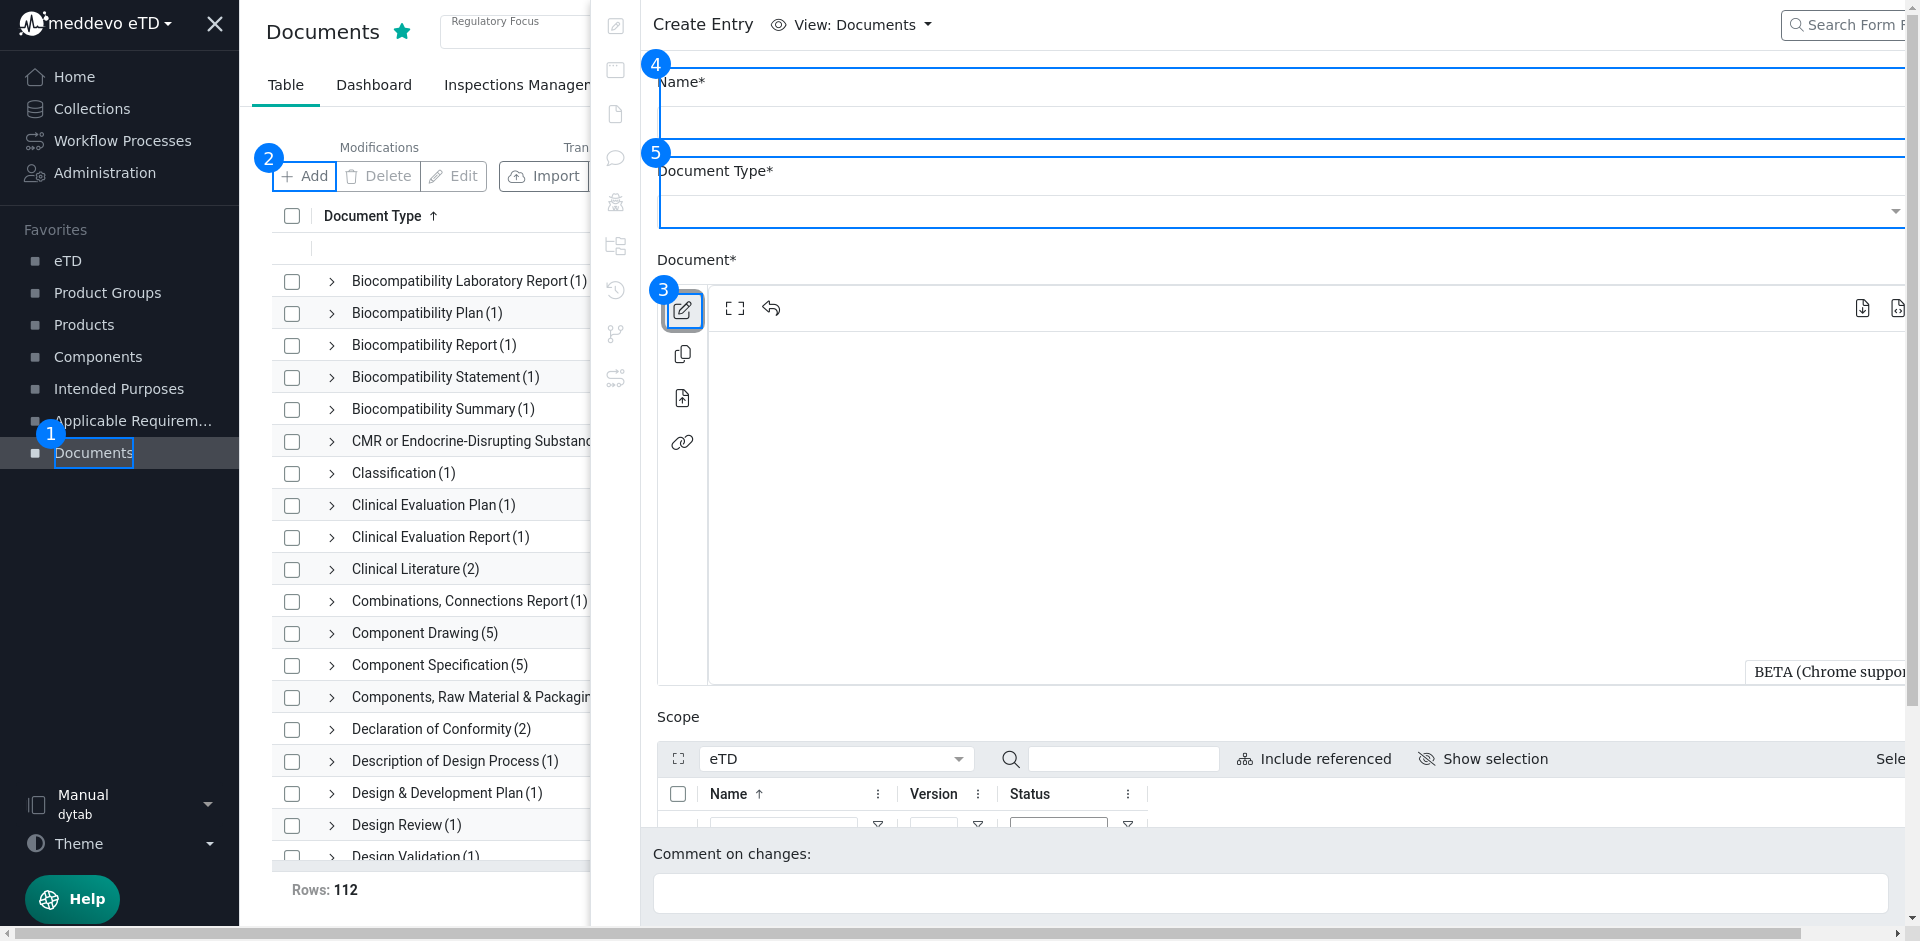 meddevo eTD
Home
Collections
Workflow Processes
Administration
Favorites
eTD
Product Groups
Products
Components
Intended Purposes
Applicable Requirem...
1
Documents
Manual
dytab
Theme
Help
Documents
Regulatory Focus
Table
Dashboard
Inspections Manager
Modifications
Tran
2
Add
Delete
Edit
Import
Document Type
Biocompatibility Laboratory Report (1)
Biocompatibility Plan (1)
Biocompatibility Report (1)
Biocompatibility Statement (1)
Biocompatibility Summary (1)
CMR or Endocrine-Disrupting Substanc
Classification (1)
Clinical Evaluation Plan (1)
Clinical Evaluation Report (1)
Clinical Literature (2)
Combinations, Connections Report (1)
Component Drawing (5)
Component Specification (5)
Components, Raw Material & Packagin
Declaration of Conformity (2)
Description of Design Process (1)
Design & Development Plan (1)
Design Review (1)
Design Validation (1)
Rows: 112
Create Entry
View: Documents
Search Form F
4
Name*
5
Document Type*
Document*
3
BETA (Chrome suppor
Scope
eTD
Include referenced
Show selection
Sele
Name
Version
Status
Comment on changes: